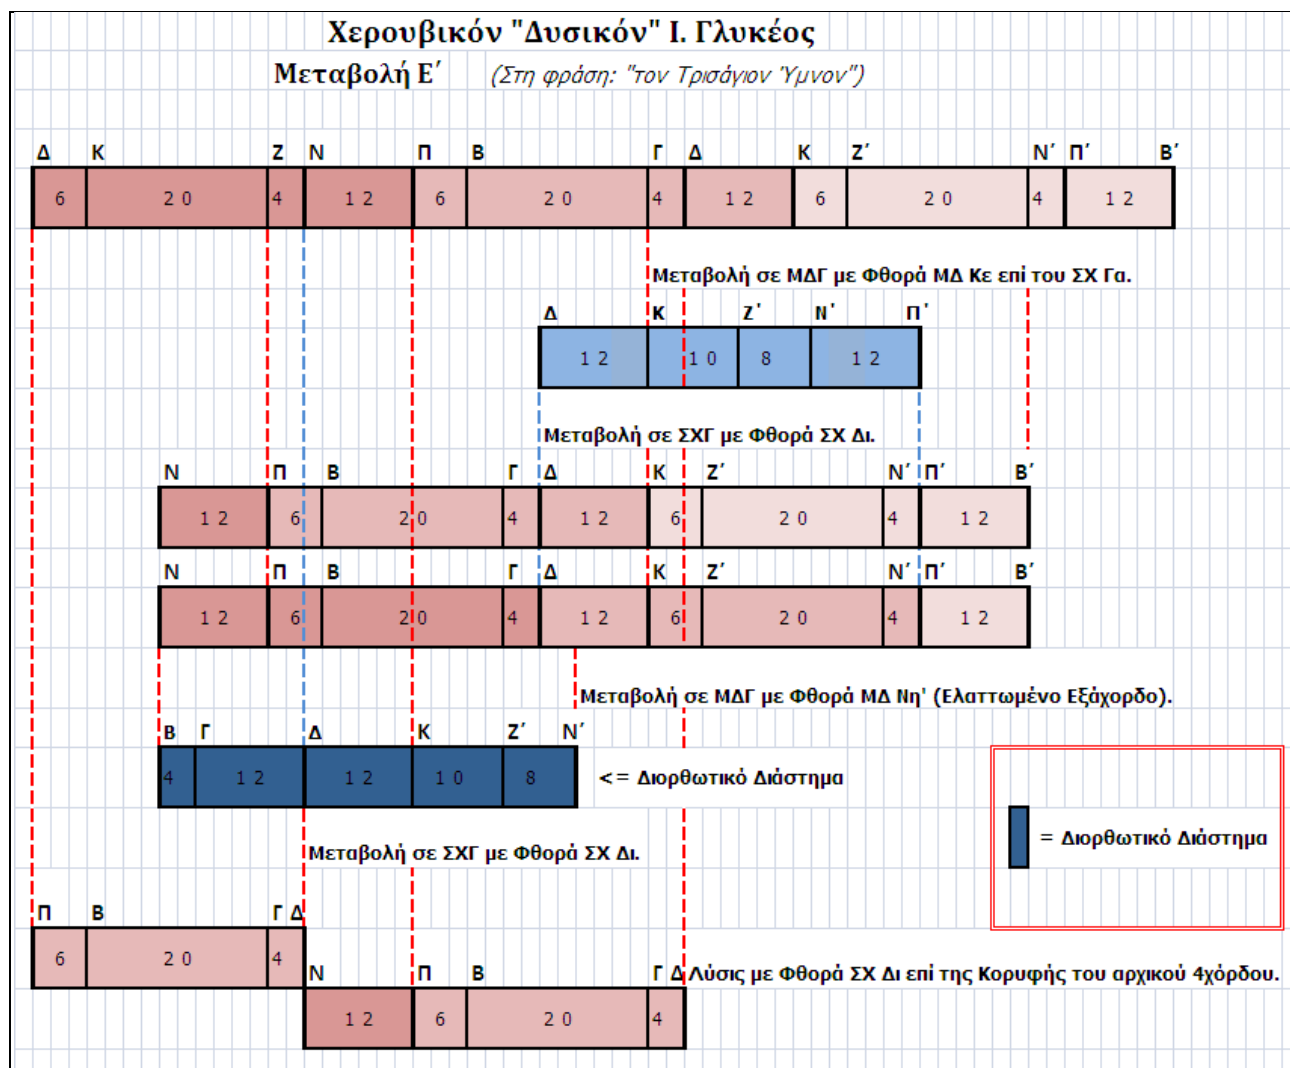 Χερουβικόν "Δυσικόν" Ι. Γλυκέος
Μεταβολή Ε΄ (Στη φράση: "τον Τρισάγιον Ύμνον")
Δ Κ Ζ Ν Π Β Γ Δ Κ Ζ΄ Ν΄ Π΄ Β΄
6 20 4 12 6 20 4 12 6 20 4 12
Μεταβολή σε ΜΔΓ με Φθορά ΜΔ Κε επί του ΣΧ Γα.
Δ Κ Ζ΄ Ν΄ Π΄
12 10 8 12
Μεταβολή σε ΣΧΓ με Φθορά ΣΧ Δι.
Ν Π Β Γ Δ Κ Ζ΄ Ν΄ Π΄ Β΄
12 6 20 4 12 6 20 4 12
Ν Π Β Γ Δ Κ Ζ΄ Ν΄ Π΄ Β΄
12 6 20 4 12 6 20 4 12
Μεταβολή σε ΜΔΓ με Φθορά ΜΔ Νη' (Ελαττωμένο Εξάχορδο).
Β Γ Δ Κ Ζ΄ Ν΄
4 12 12 10 8 <= Διορθωτικό Διάστημα
= Διορθωτικό Διάστημα
Μεταβολή σε ΣΧΓ με Φθορά ΣΧ Δι.
Π Β Γ Δ
6 20 4
Ν Π Β Γ Δ Λύσις με Φθορά ΣΧ Δι επί της Κορυφής του αρχικού 4χόρδου.
12 6 20 4